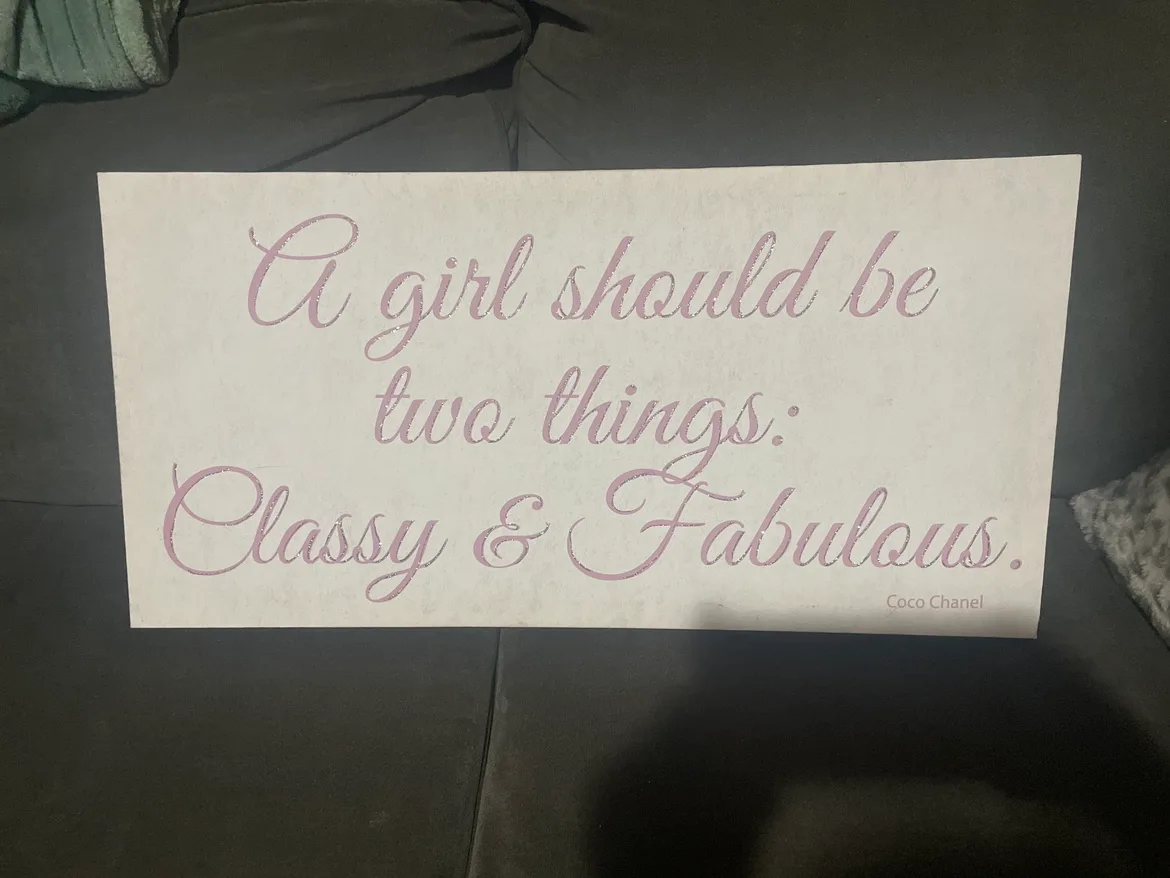 A girl should be
two things:
Classy & Fabulous.
Coco Chanel